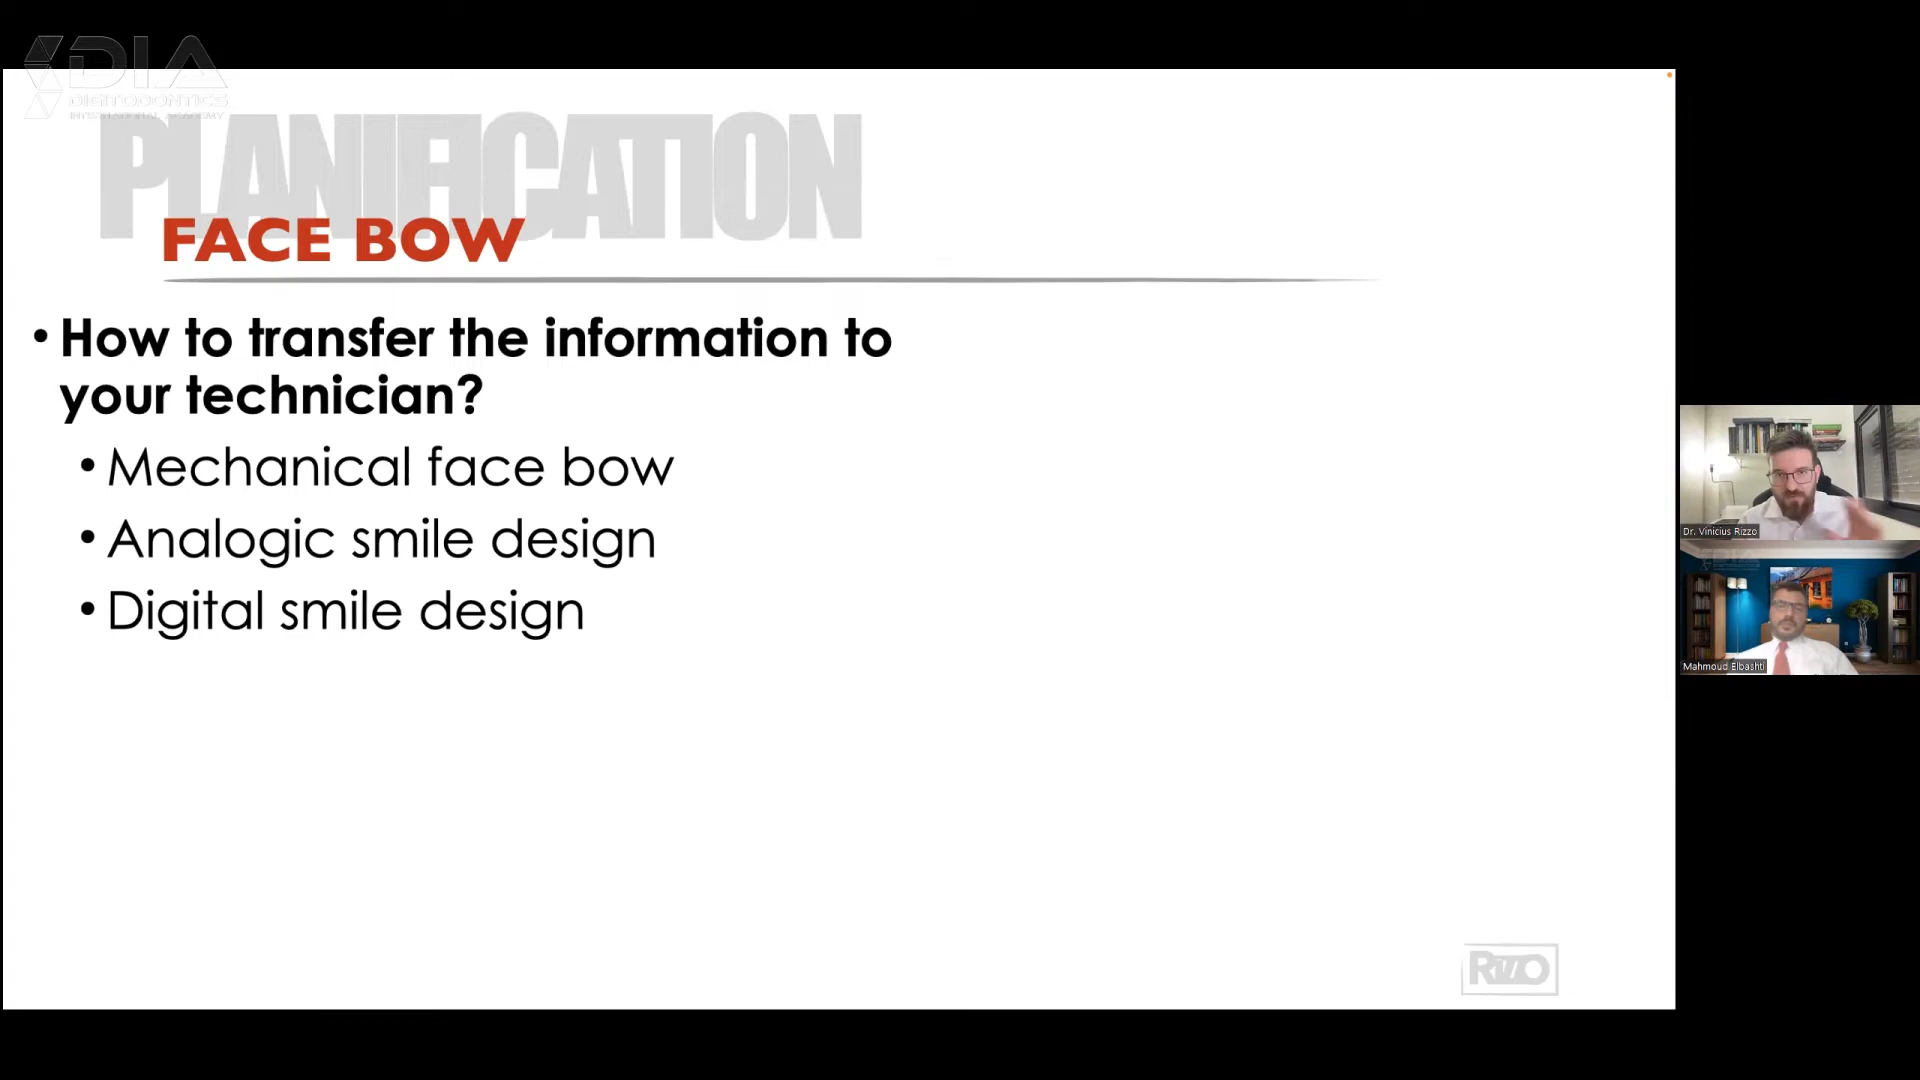 DIA
DIGITODONTICS
INTERNATIONAL ACADEMY
PLANIFICATION
FACE BOW
• How to transfer the information to
your technician?
• Mechanical face bow
• Analogic smile design
• Digital smile design
Dr. Vinicius Rizzo
Mahmoud Elbashti
RIZZO